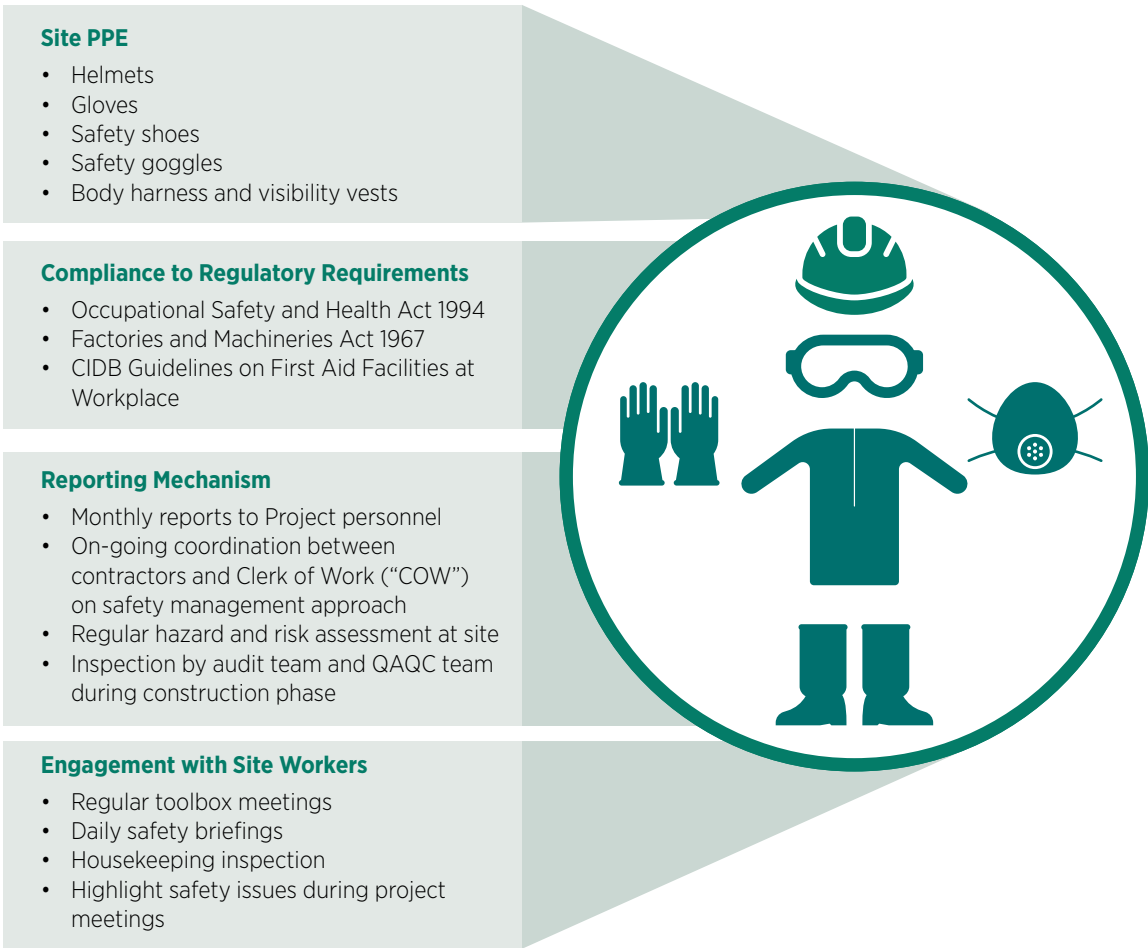 Site PPE
• Helmets
• Gloves
• Safety shoes
• Safety goggles
• Body harness and visibility vests
Compliance to Regulatory Requirements
• Occupational Safety and Health Act 1994
• Factories and Machineries Act 1967
• CIDB Guidelines on First Aid Facilities at
Workplace
Reporting Mechanism
• Monthly reports to Project personnel
• On-going coordination between
contractors and Clerk of Work (“COW”)
on safety management approach
• Regular hazard and risk assessment at site
• Inspection by audit team and QAQC team
during construction phase
Engagement with Site Workers
• Regular toolbox meetings
• Daily safety briefings
• Housekeeping inspection
• Highlight safety issues during project
meetings